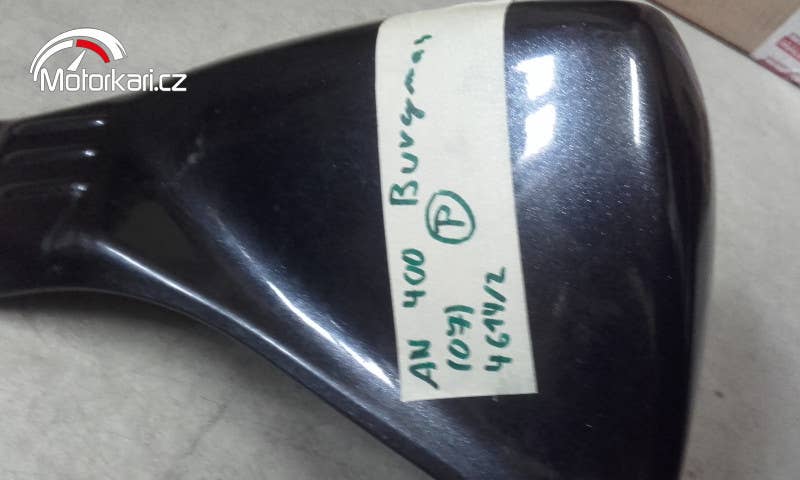 Motorkari.cz
AN 400 Burgman
(07) P
4614/2